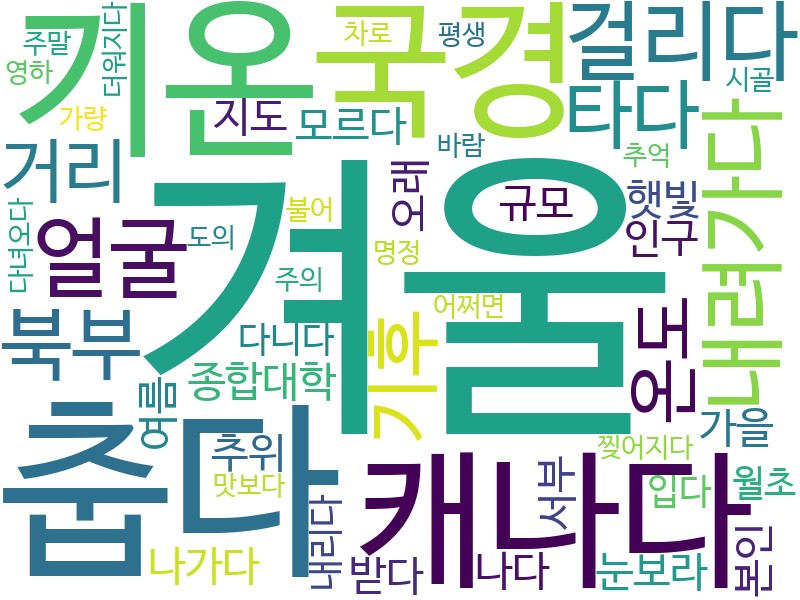 기온
국경
걸리다
차로
평생
주말
영하
더워지다
가량
지도
모르다
타다
시골
거리
바람
추억
내려가다
겨울
오래
규모
햇빛
인구
얼굴
불어
도의
명정
다녀오다
주의
어쩌면
북부
다니다
기후
온도
종합대학
여름
가을
춥다
추위
맛보다
캐나다
찢어지다
서부
입다
월초
나가다
내리다
받다
나다
눈보라
본인